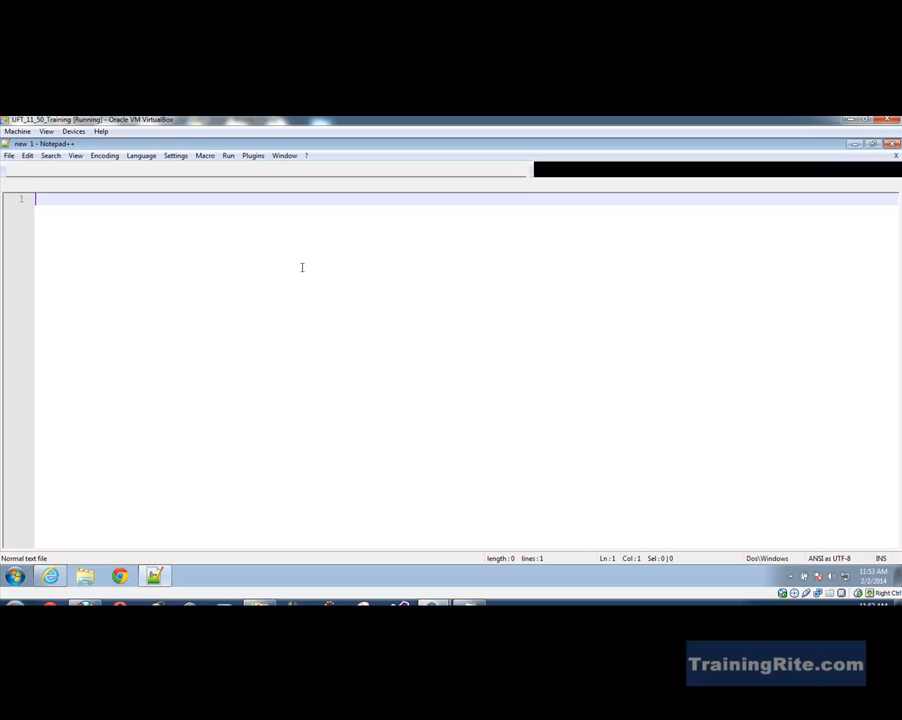 UFT_11_50_Training [Running] - Oracle VM VirtualBox
Machine View Devices Help
new 1 - Notepad++
File Edit Search View Encoding Language Settings Macro Run Plugins Window ? X
1
Normal text file length : 0 lines : 1 Ln : 1 Col : 1 Sel : 0 | 0 Dos\Windows ANSI as UTF-8 INS
11:53 AM
2/2/2014
Right Ctrl
TrainingRite.com